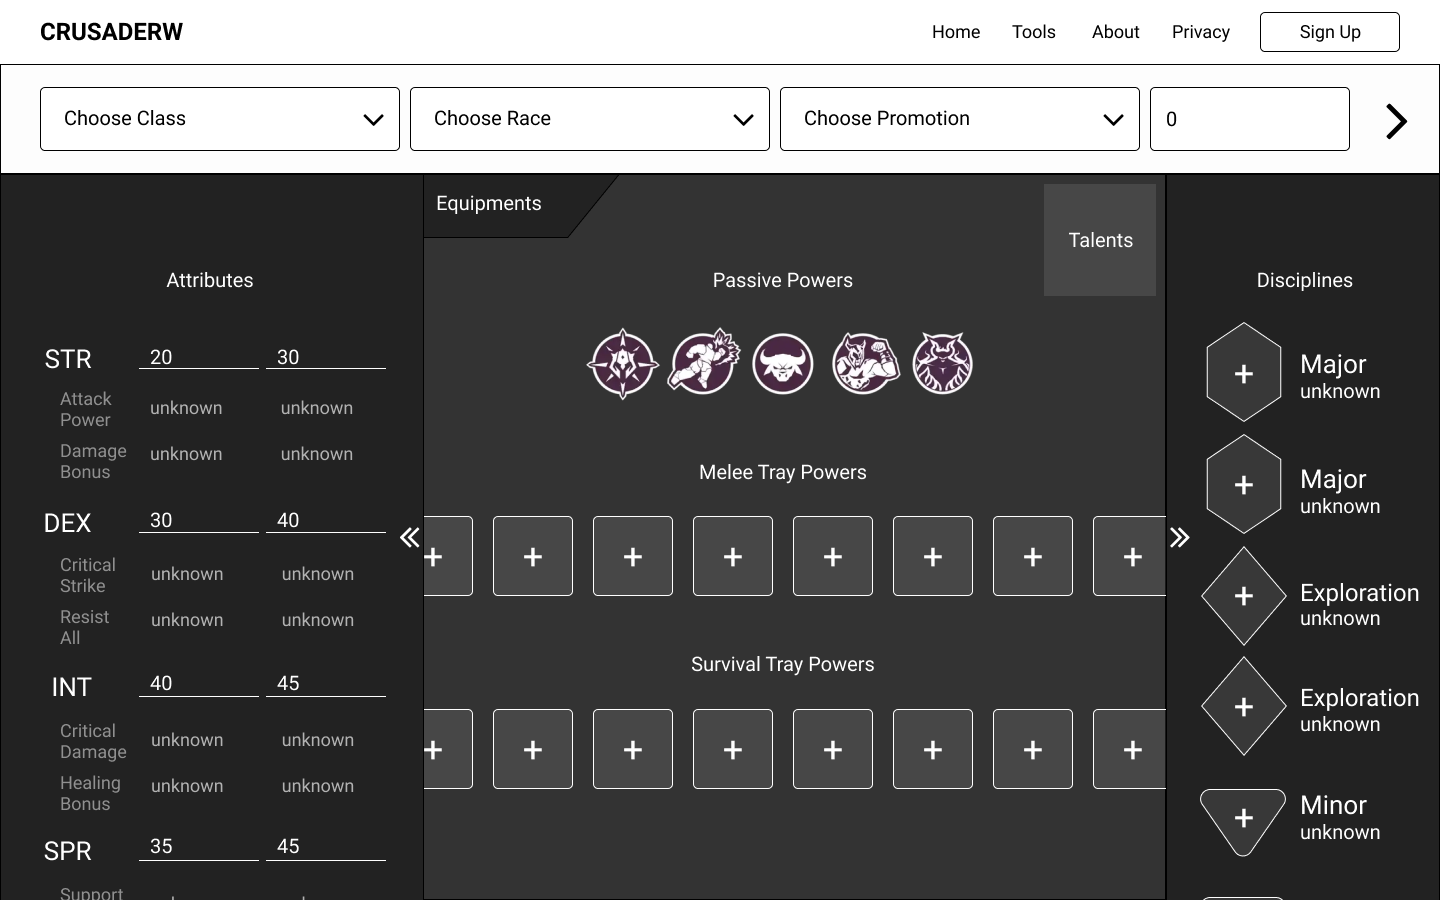 CRUSADERW
Home Tools About Privacy Sign Up
Choose Class Choose Race Choose Promotion 0
Equipments
Talents
Attributes
STR 20 30
Attack
Power unknown unknown
Damage
Bonus unknown unknown
DEX 30 40
Critical
Strike unknown unknown
Resist
All unknown unknown
INT 40 45
Critical
Damage unknown unknown
Healing
Bonus unknown unknown
SPR 35 45
Support
Passive Powers
Melee Tray Powers
+ + + + + + + +
Survival Tray Powers
+ + + + + + + +
Disciplines
+ Major
unknown
+ Major
unknown
+ Exploration
unknown
+ Exploration
unknown
+ Minor
unknown